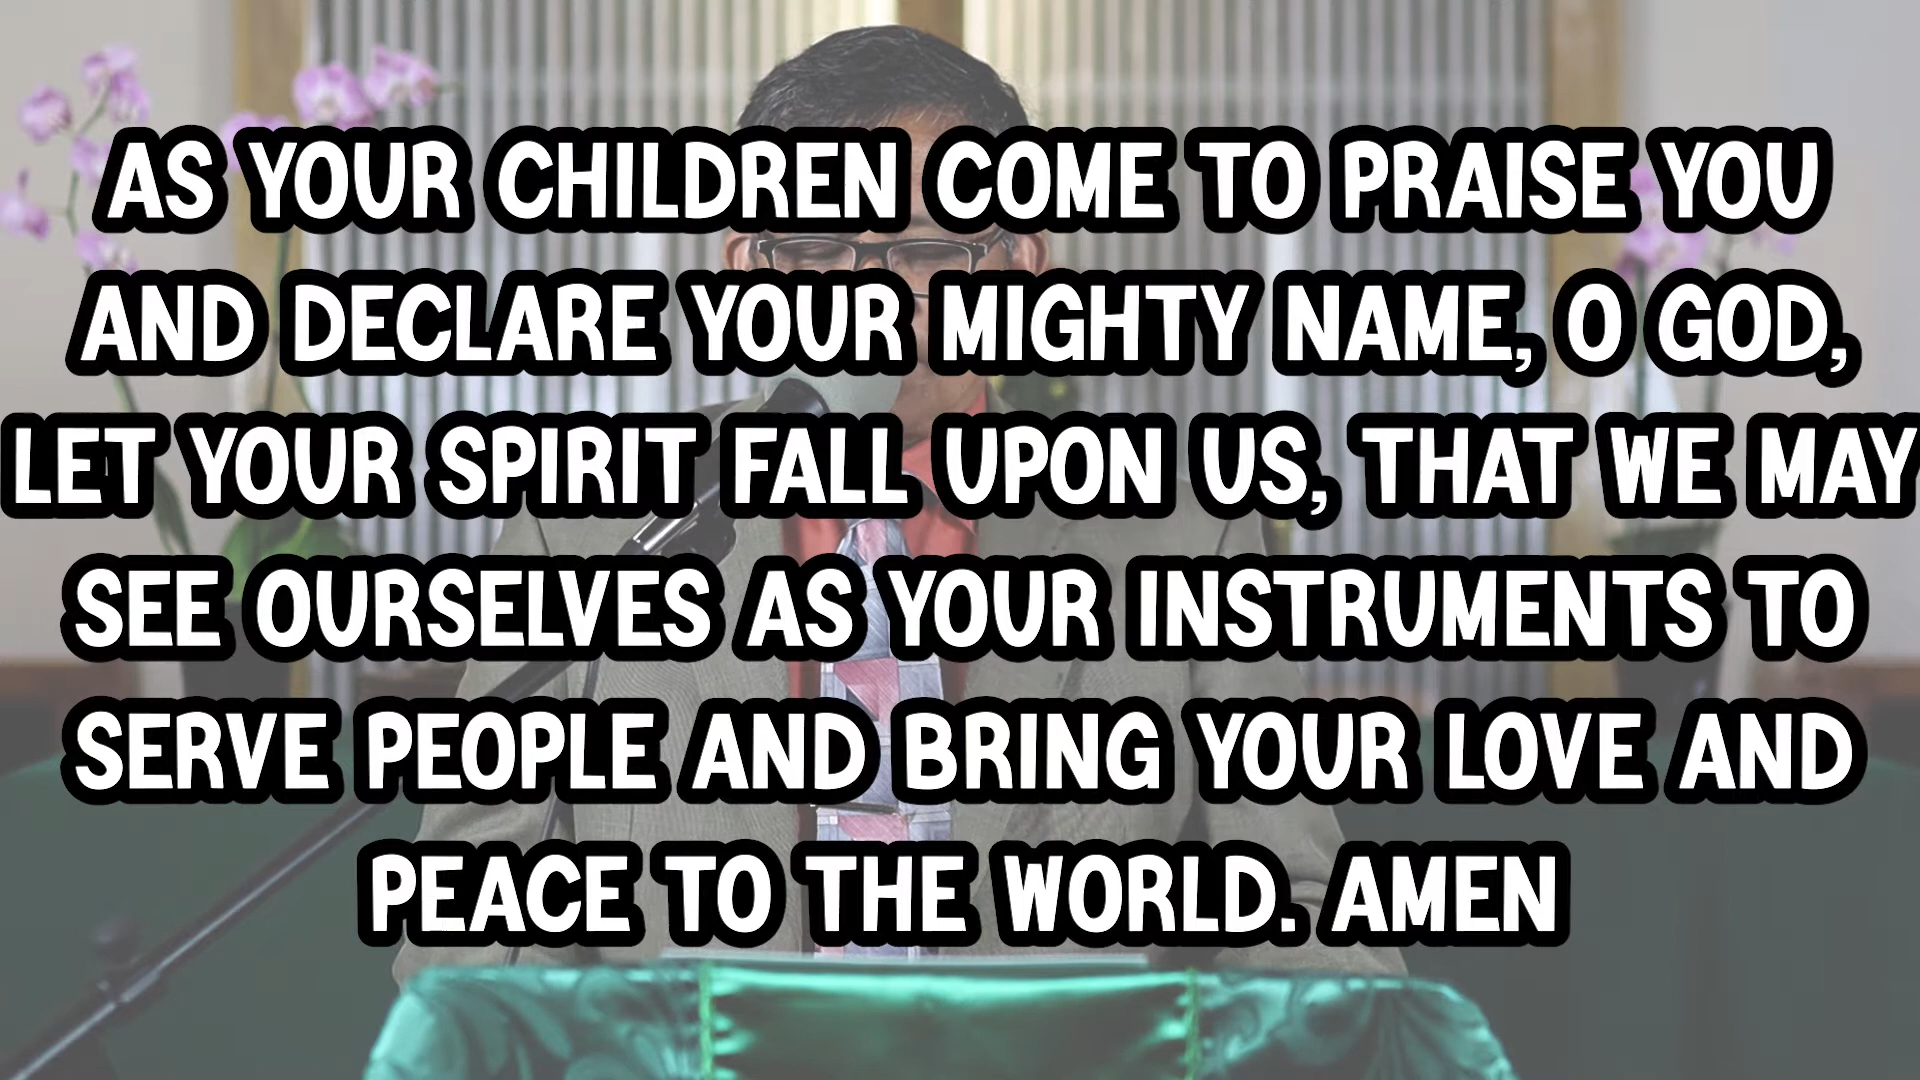 AS YOUR CHILDREN COME TO PRAISE YOU
AND DECLARE YOUR MIGHTY NAME, O GOD,
LET YOUR SPIRIT FALL UPON US, THAT WE MAY
SEE OURSELVES AS YOUR INSTRUMENTS TO
SERVE PEOPLE AND BRING YOUR LOVE AND
PEACE TO THE WORLD. AMEN